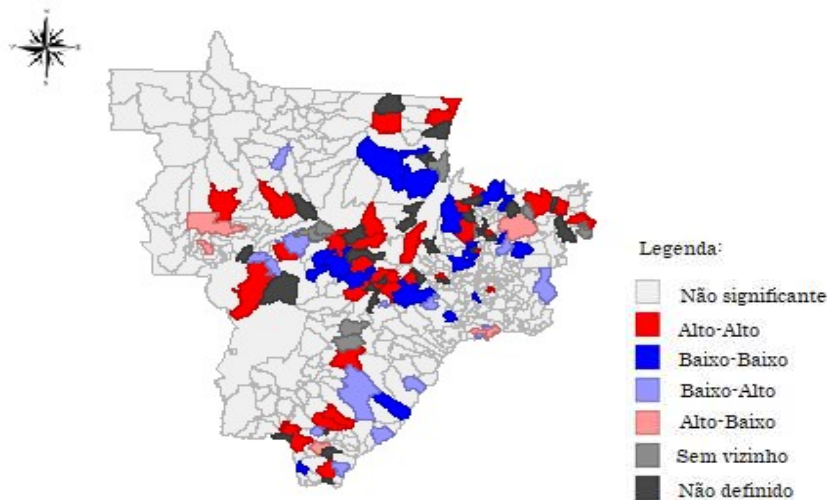 Legenda:
Não significante
Alto-Alto
Baixo-Baixo
Baixo-Alto
Alto-Baixo
Sem vizinho
Não definido